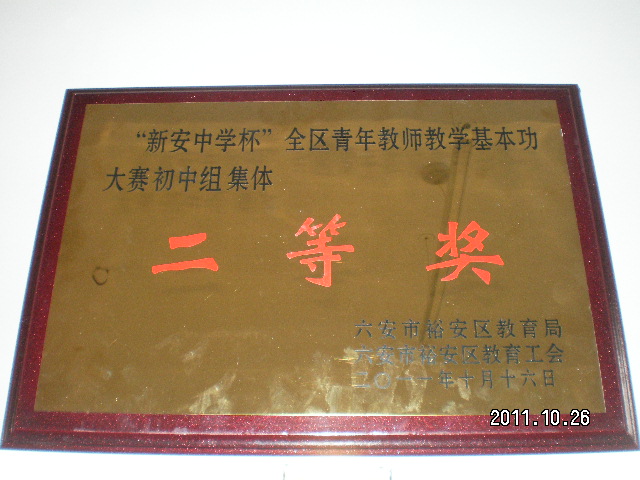 “新安中学杯”全区青年教师教学基本功
大赛初中组集体
二等奖
六安市裕安区教育局
六安市裕安区教育工会
二〇一一年十月十六日
2011.10.26